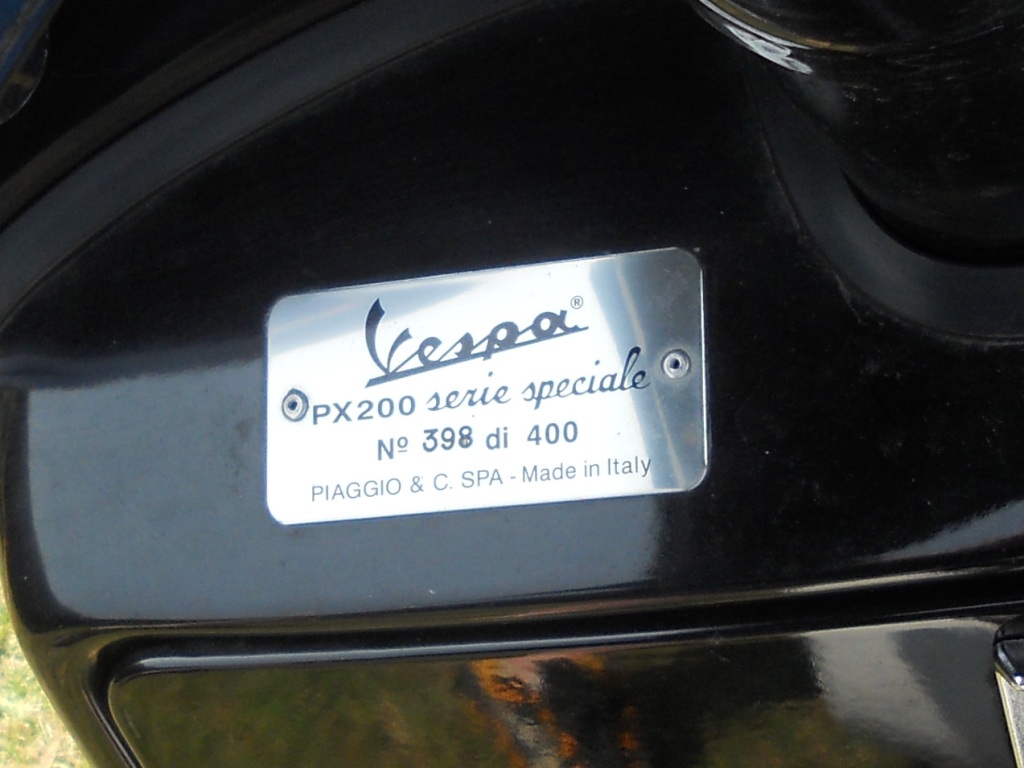 Vespa®
PX200 serie speciale
Nº 398 di 400
PIAGGIO & C. SPA - Made in Italy